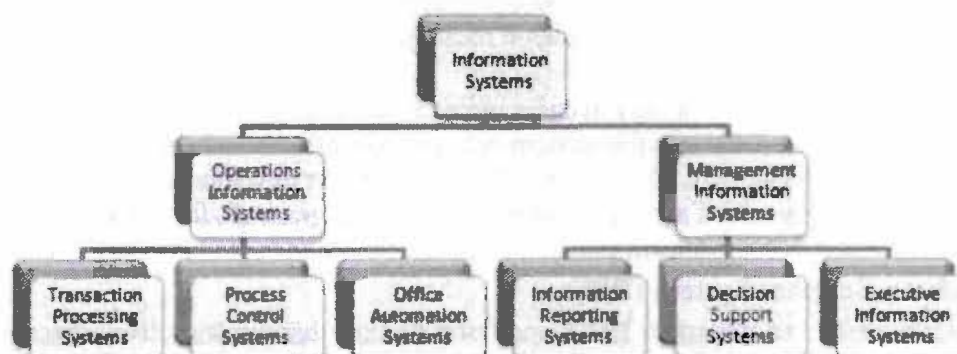 Information
Systems
Operations
Information
Systems
Management
Information
Systems
Transaction
Processing
Systems
Process
Control
Systems
Office
Automation
Systems
Information
Reporting
Systems
Decision
Support
Systems
Executive
Information
Systems